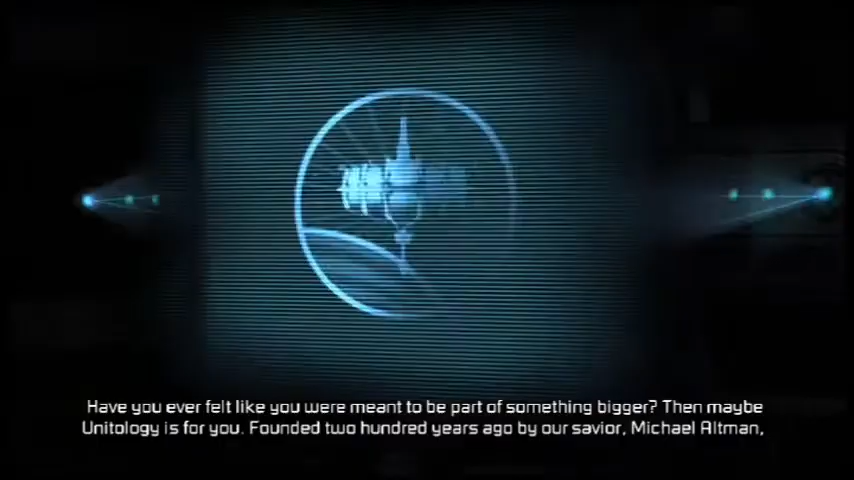 Have you ever felt like you were meant to be part of something bigger? Then maybe
Unitology is for you. Founded two hundred years ago by our savior, Michael Altman,